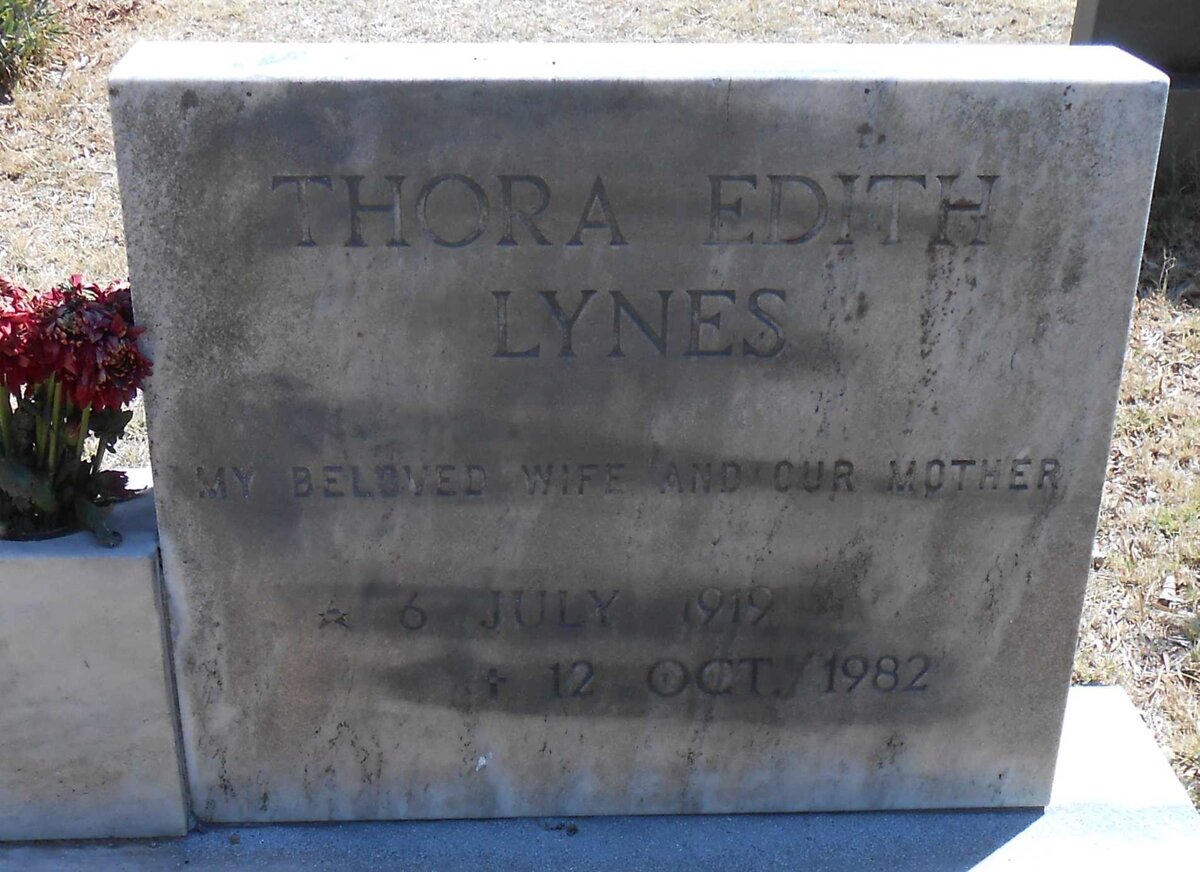 THORA EDITH
LYNES
MY BELOVED WIFE AND OUR MOTHER
★ 6 JULY 1919
✝ 12 OCT. 1982